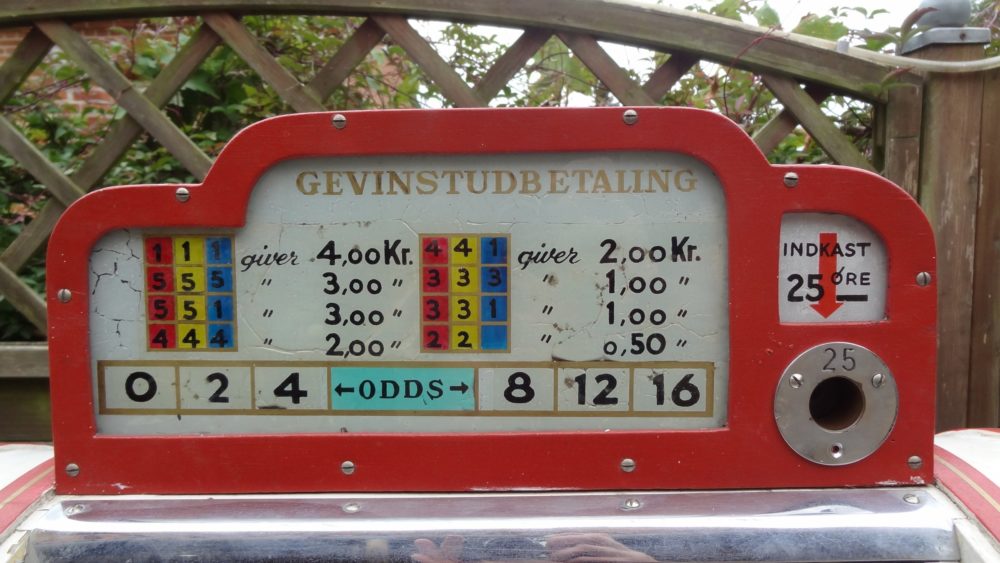 GEVINSTUDBETALING
1 1 1 giver 4,00 Kr. 4 4 1 giver 2,00 Kr.
5 5 5 " 3,00 " 3 3 3 " 1,00 "
5 5 1 " 3,00 " 3 3 1 " 1,00 "
4 4 4 " 2,00 " 2 2 " 0,50 "
0 2 4 ←ODDS→ 8 12 16
INDKAST
25 ØRE
25